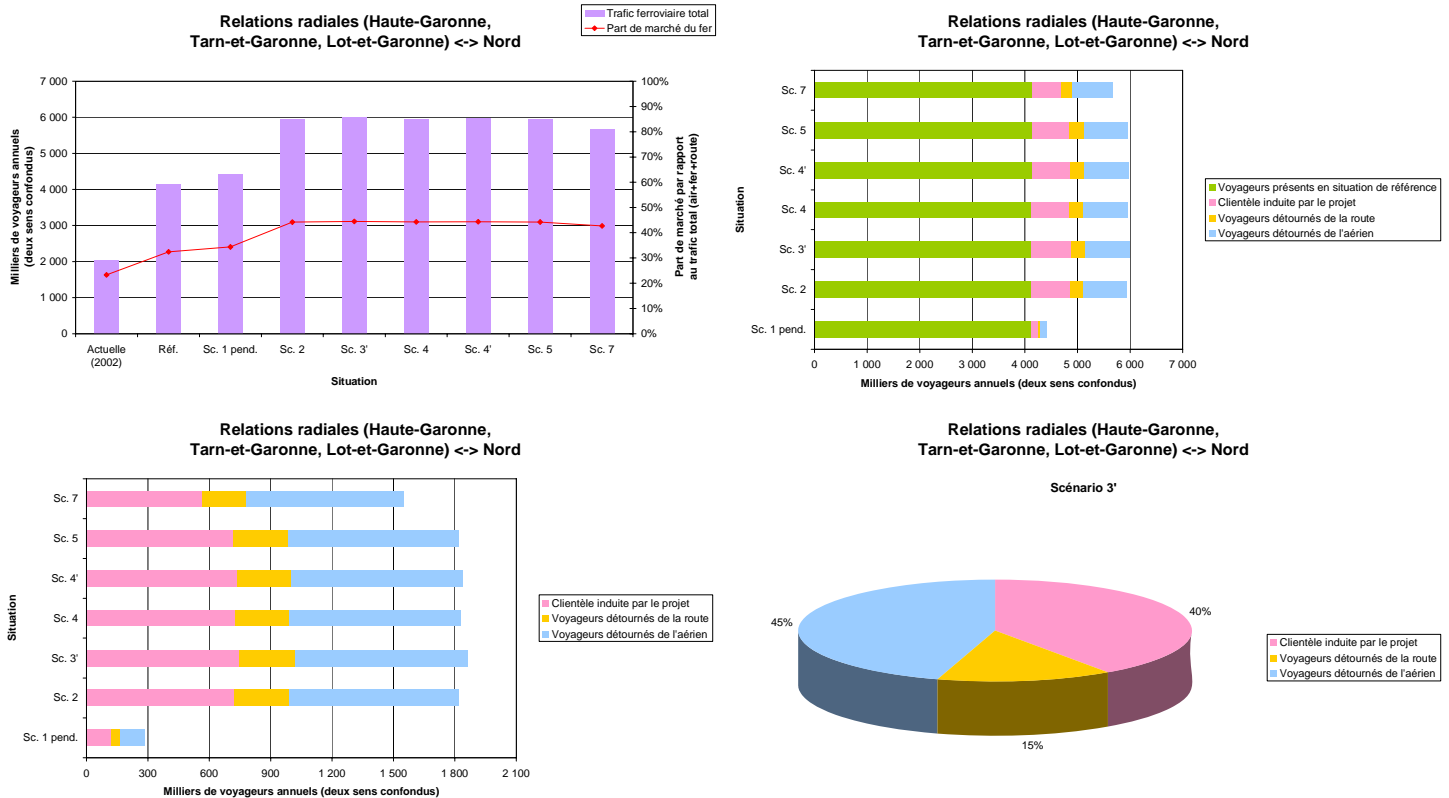 Relations radiales (Haute-Garonne,
Tarn-et-Garonne, Lot-et-Garonne) <-> Nord
Trafic ferroviaire total
Part de marché du fer
Milliers de voyageurs annuels
(deux sens confondus)
7 000
6 000
5 000
4 000
3 000
2 000
1 000
0
100%
90%
80%
70%
60%
50%
40%
30%
20%
10%
0%
Part de marché par rapport
au trafic total (air+fer+route)
Actuelle
(2002)
Réf.
Sc. 1 pend.
Sc. 2
Sc. 3'
Sc. 4
Sc. 4'
Sc. 5
Sc. 7
Situation
Relations radiales (Haute-Garonne,
Tarn-et-Garonne, Lot-et-Garonne) <-> Nord
Situation
Sc. 7
Sc. 5
Sc. 4'
Sc. 4
Sc. 3'
Sc. 2
Sc. 1 pend.
0
1 000
2 000
3 000
4 000
5 000
6 000
7 000
Milliers de voyageurs annuels (deux sens confondus)
Voyageurs présents en situation de référence
Clientèle induite par le projet
Voyageurs détournés de la route
Voyageurs détournés de l'aérien
Relations radiales (Haute-Garonne,
Tarn-et-Garonne, Lot-et-Garonne) <-> Nord
Situation
Sc. 7
Sc. 5
Sc. 4'
Sc. 4
Sc. 3'
Sc. 2
Sc. 1 pend.
0
300
600
900
1 200
1 500
1 800
2 100
Milliers de voyageurs annuels (deux sens confondus)
Clientèle induite par le projet
Voyageurs détournés de la route
Voyageurs détournés de l'aérien
Relations radiales (Haute-Garonne,
Tarn-et-Garonne, Lot-et-Garonne) <-> Nord
Scénario 3'
45%
40%
15%
Clientèle induite par le projet
Voyageurs détournés de la route
Voyageurs détournés de l'aérien